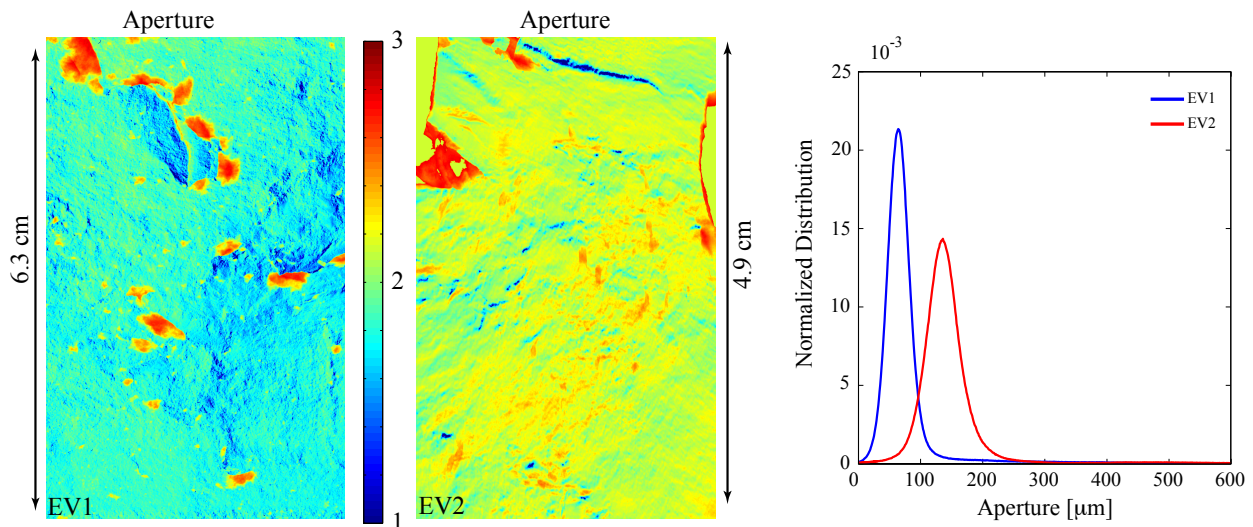 Aperture
6.3 cm
EV1
3
2
1
Aperture
4.9 cm
EV2
10-3
25
20
15
10
5
0
0
100
200
300
400
500
600
Normalized Distribution
Aperture [μm]
EV1
EV2